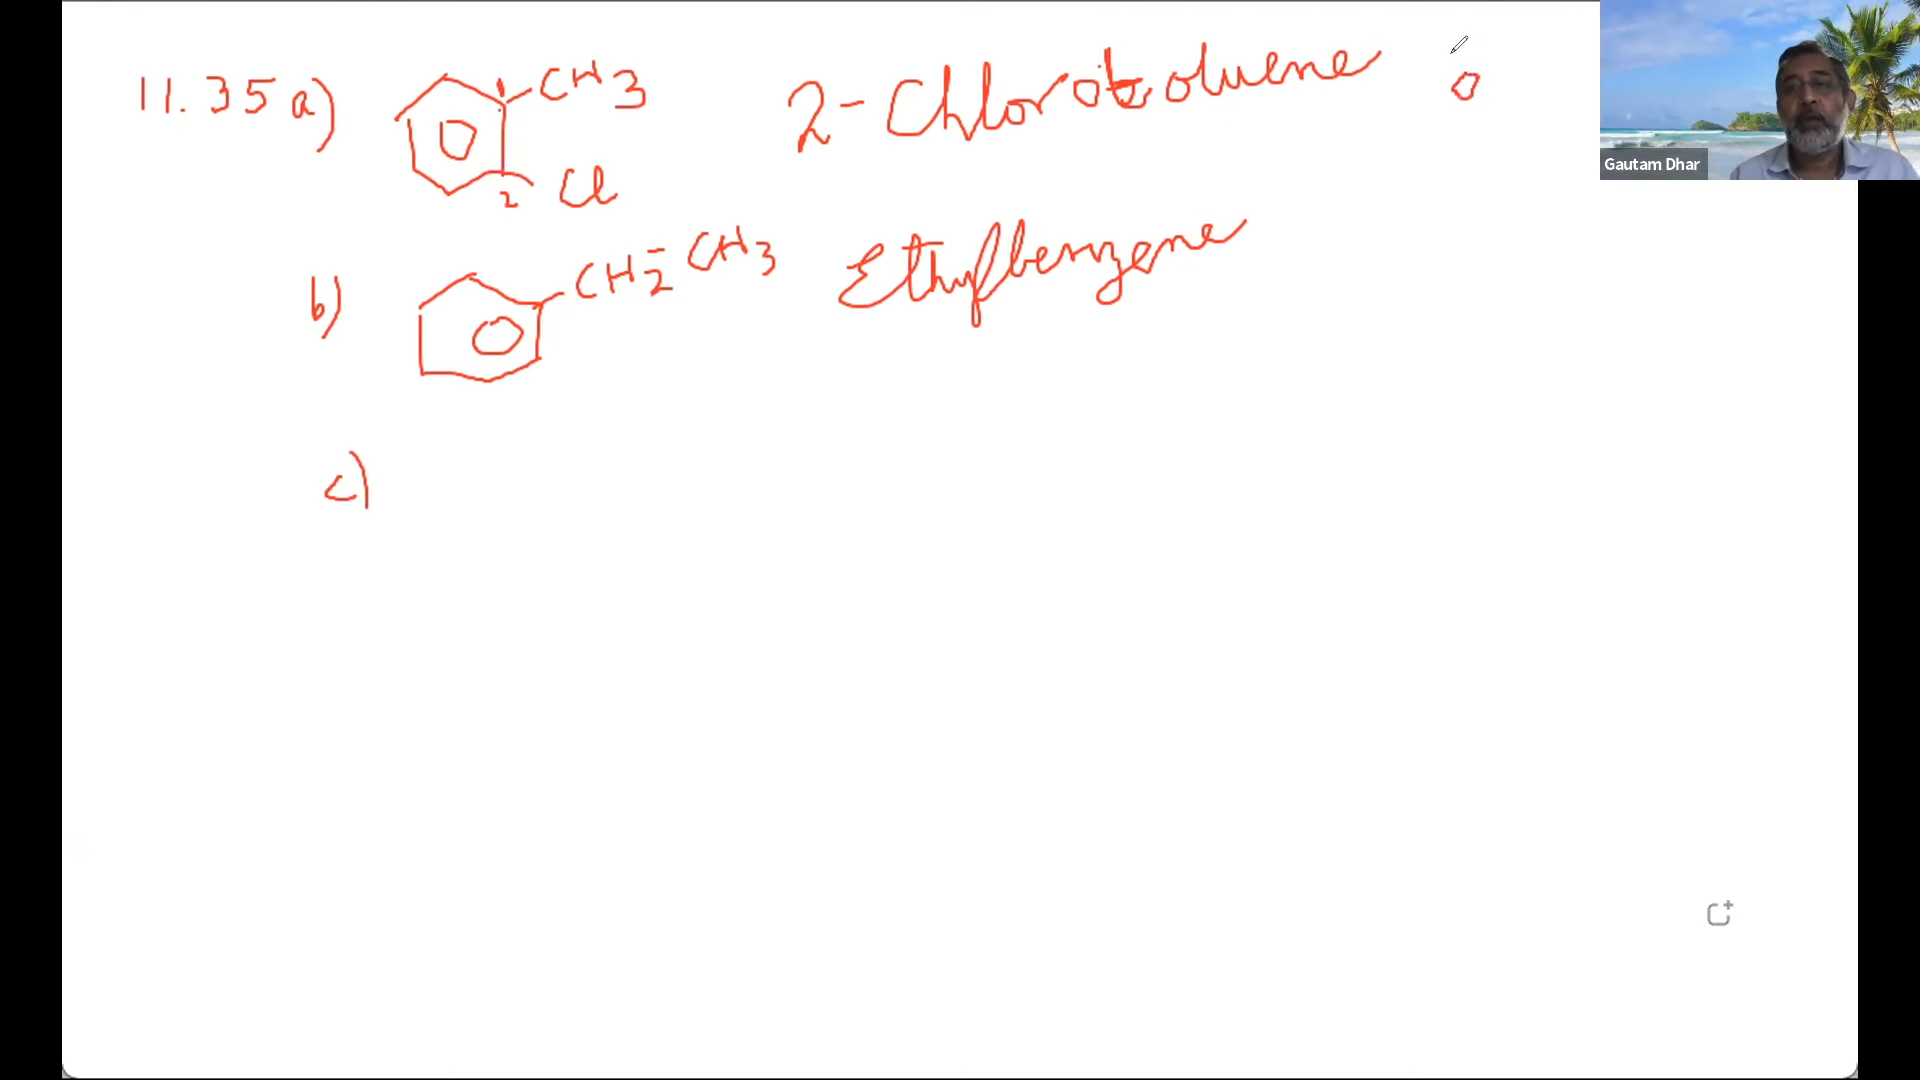 11.35 a) 1 CH3 2-Chlorotoluene o
2 Cl
Gautam Dhar
b) CH2-CH3 Ethylbenzene
c)